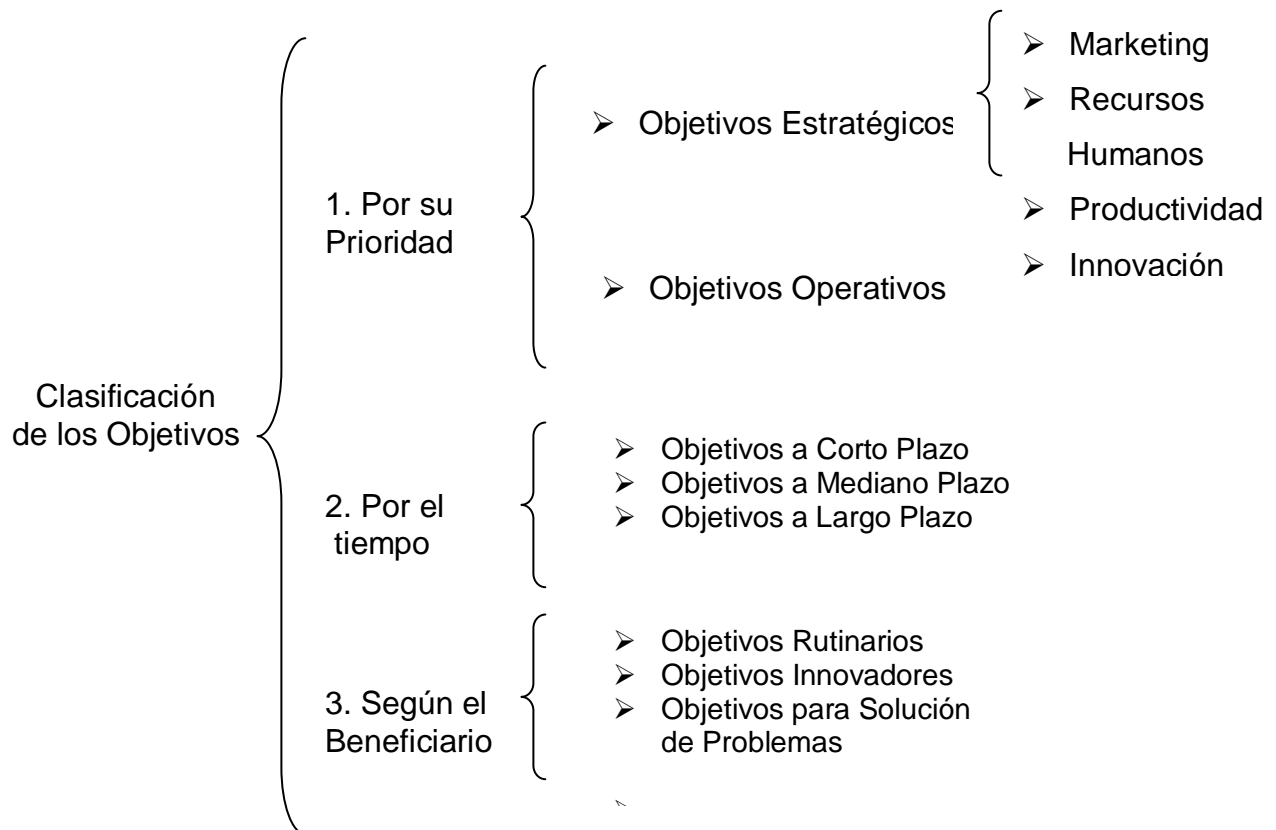 Clasificación
de los Objetivos
1. Por su
Prioridad
➢ Objetivos Estratégicos
➢ Marketing
➢ Recursos
Humanos
➢ Productividad
➢ Innovación
➢ Objetivos Operativos
2. Por el
tiempo
➢ Objetivos a Corto Plazo
➢ Objetivos a Mediano Plazo
➢ Objetivos a Largo Plazo
3. Según el
Beneficiario
➢ Objetivos Rutinarios
➢ Objetivos Innovadores
➢ Objetivos para Solución
de Problemas